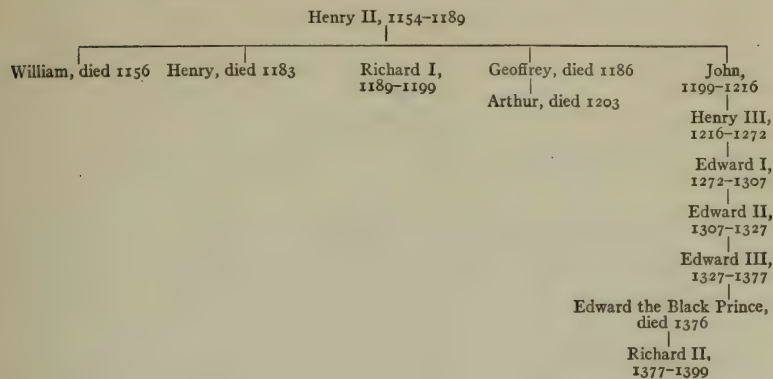 Henry II, 1154–1189
William, died 1156 Henry, died 1183 Richard I, Geoffrey, died 1186 John,
1189–1199 1199–1216
Arthur, died 1203
Henry III,
1216–1272
Edward I,
1272–1307
Edward II,
1307–1327
Edward III,
1327–1377
Edward the Black Prince,
died 1376
Richard II,
1377–1399